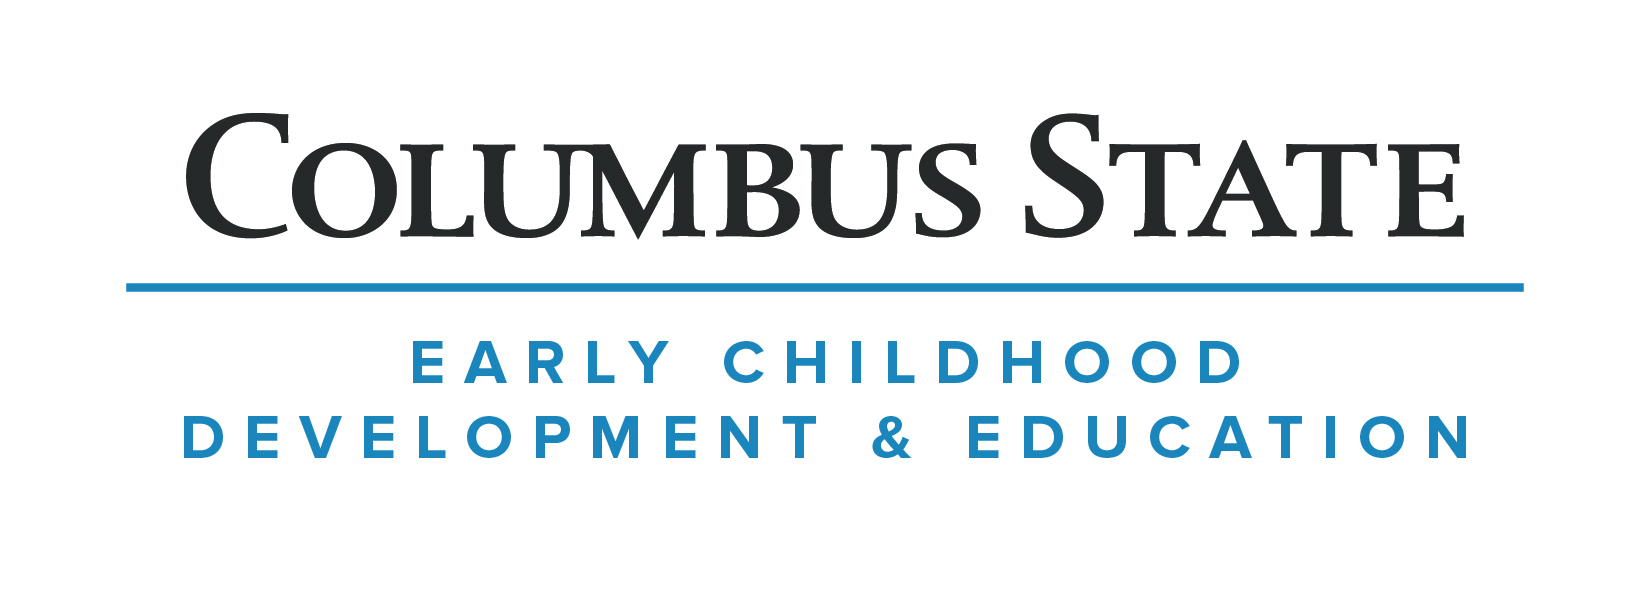 COLUMBUS STATE
EARLY CHILDHOOD
DEVELOPMENT & EDUCATION